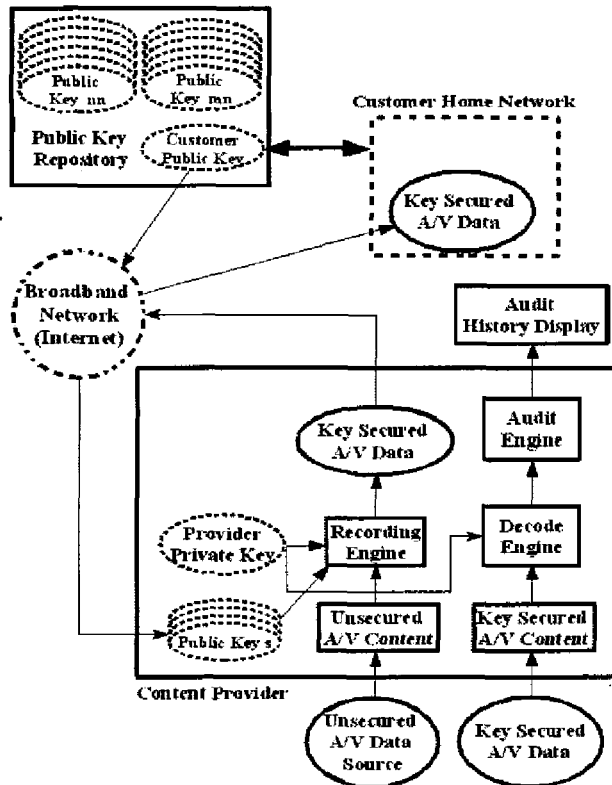 Public
Key nn
Public
Key mn
Public Key
Repository
Customer
Public Key
Customer Home Network
Key Secured
A/V Data
Broadband
Network
(Internet)
Audit
History Display
Key Secured
A/V Data
Audit
Engine
Provider
Private Key
Recording
Engine
Decode
Engine
Public Key s
Unsecured
A/V Content
Key Secured
A/V Content
Content Provider
Unsecured
A/V Data
Source
Key Secured
A/V Data